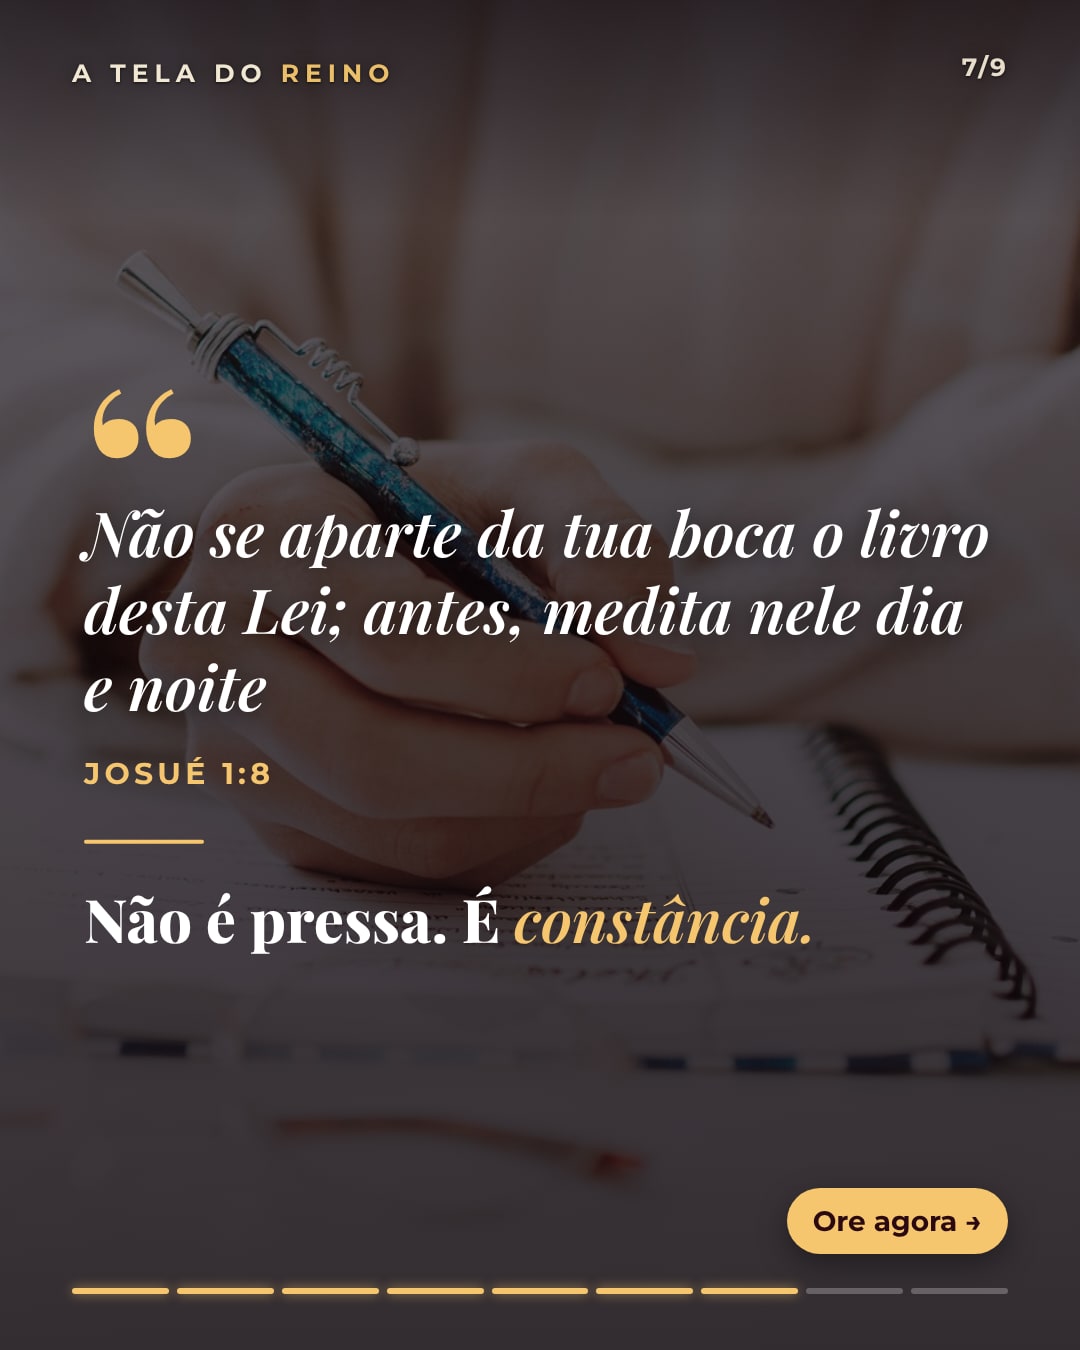 A TELA DO REINO
7/9
“
Não se aparte da tua boca o livro
desta Lei; antes, medita nele dia
e noite
JOSUÉ 1:8
Não é pressa. É constância.
Ore agora →